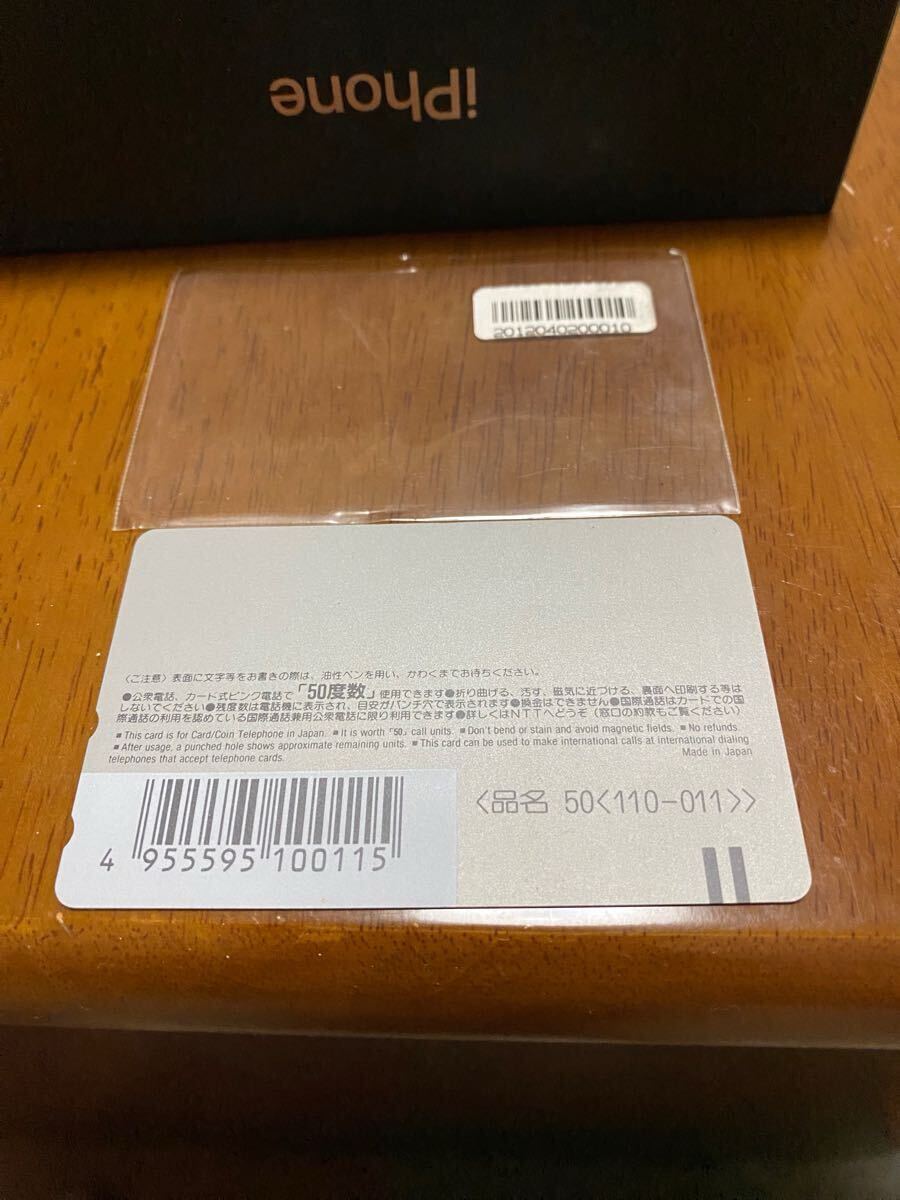 iPhone
2012040200010
〈ご注意〉表面に文字等をお書きの際は、油性ペンを用い、かわくまでお待ちください。
●公衆電話、カード式ピンク電話で「50度数」使用できます●折り曲げる、汚す、磁気に近づける、裏面へ印刷する等は
しないでください●残度数は電話機に表示され、目安がパンチ穴で表示されます●換金はできません●国際通話はカードでの国
際通話の利用を認めている国際通話兼用公衆電話に限り利用できます●詳しくはNTTへどうぞ(窓口の約款もご覧ください)
■This card is for Card/Coin Telephone in Japan. ■It is worth「50」call units. ■Don't bend or stain and avoid magnetic fields. ■No refunds.
■After usage, a punched hole shows approximate remaining units. ■This card can be used to make international calls at international dialing
telephones that accept telephone cards.
Made in Japan
〈品名 50〈110-011〉〉
4 955595 100115